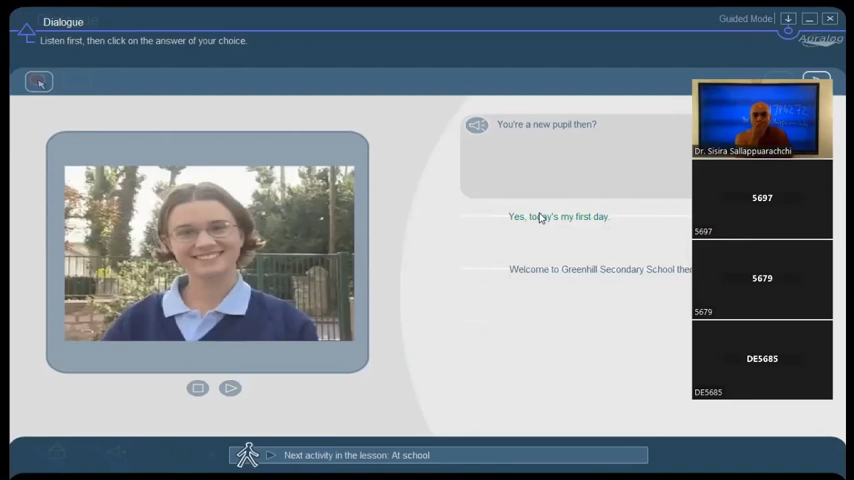 Dialogue
Guided Mode
Listen first, then click on the answer of your choice.
Auralog
You're a new pupil then?
Yes, today's my first day.
Welcome to Greenhill Secondary School then
Dr. Sisira Sallappuarachchi
5697
5697
5679
5679
DE5685
DE5685
Next activity in the lesson: At school